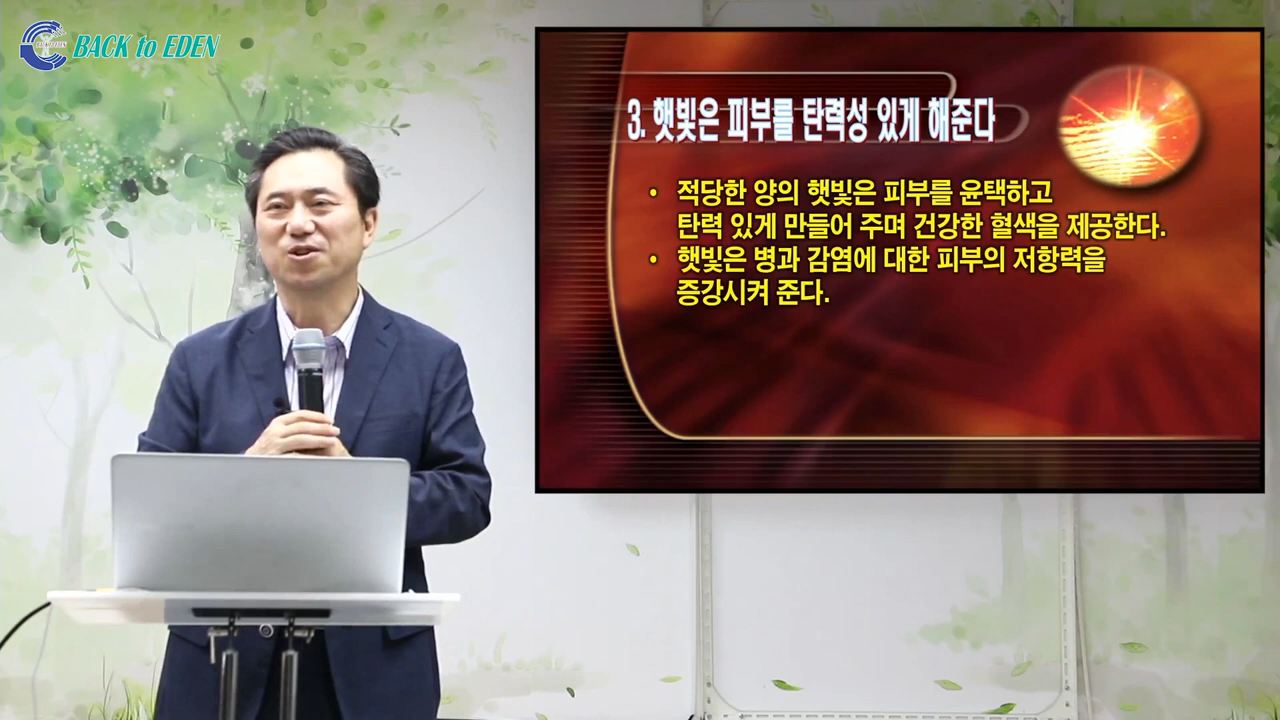 BACK to EDEN
3. 햇빛은 피부를 탄력성 있게 해준다
• 적당한 양의 햇빛은 피부를 윤택하고
탄력 있게 만들어 주며 건강한 혈색을 제공한다.
• 햇빛은 병과 감염에 대한 피부의 저항력을
증강시켜 준다.